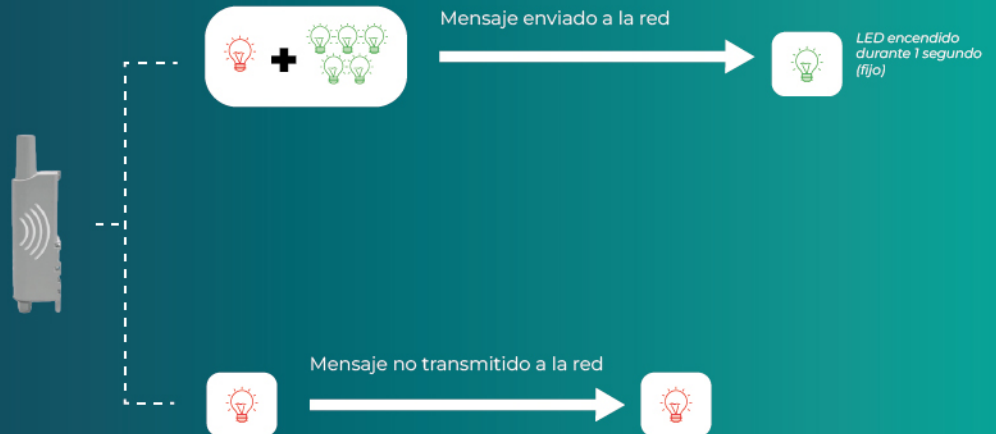 Mensaje enviado a la red
LED encendido
durante 1 segundo
(fijo)
Mensaje no transmitido a la red